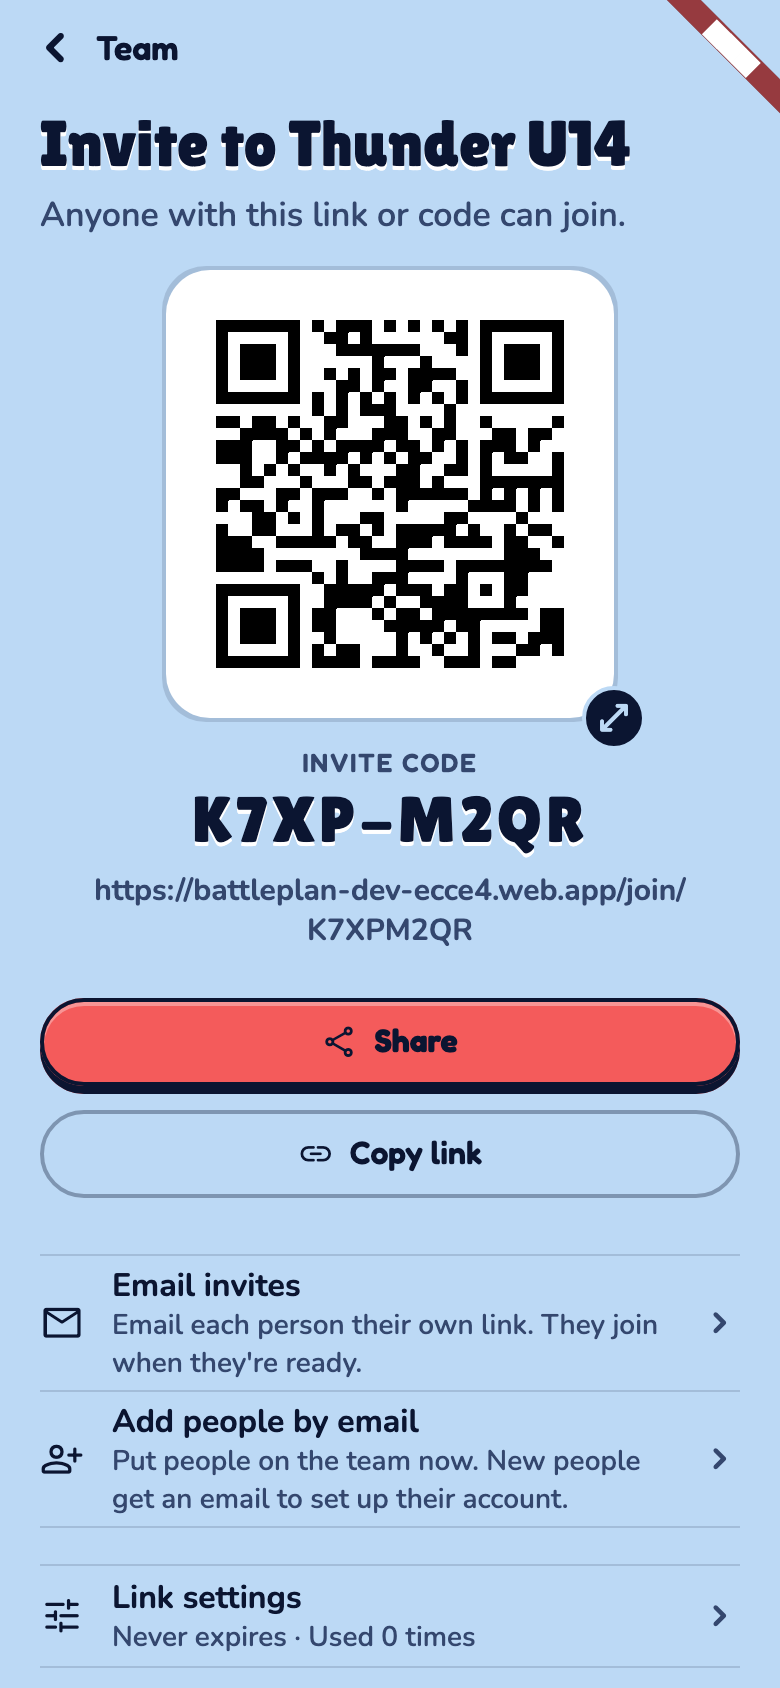 Team
Invite to Thunder U14
Anyone with this link or code can join.
INVITE CODE
K7XP-M2QR
https://battleplan-dev-ecce4.web.app/join/
K7XPM2QR
Share
Copy link
Email invites
Email each person their own link. They join
when they're ready.
Add people by email
Put people on the team now. New people
get an email to set up their account.
Link settings
Never expires · Used 0 times